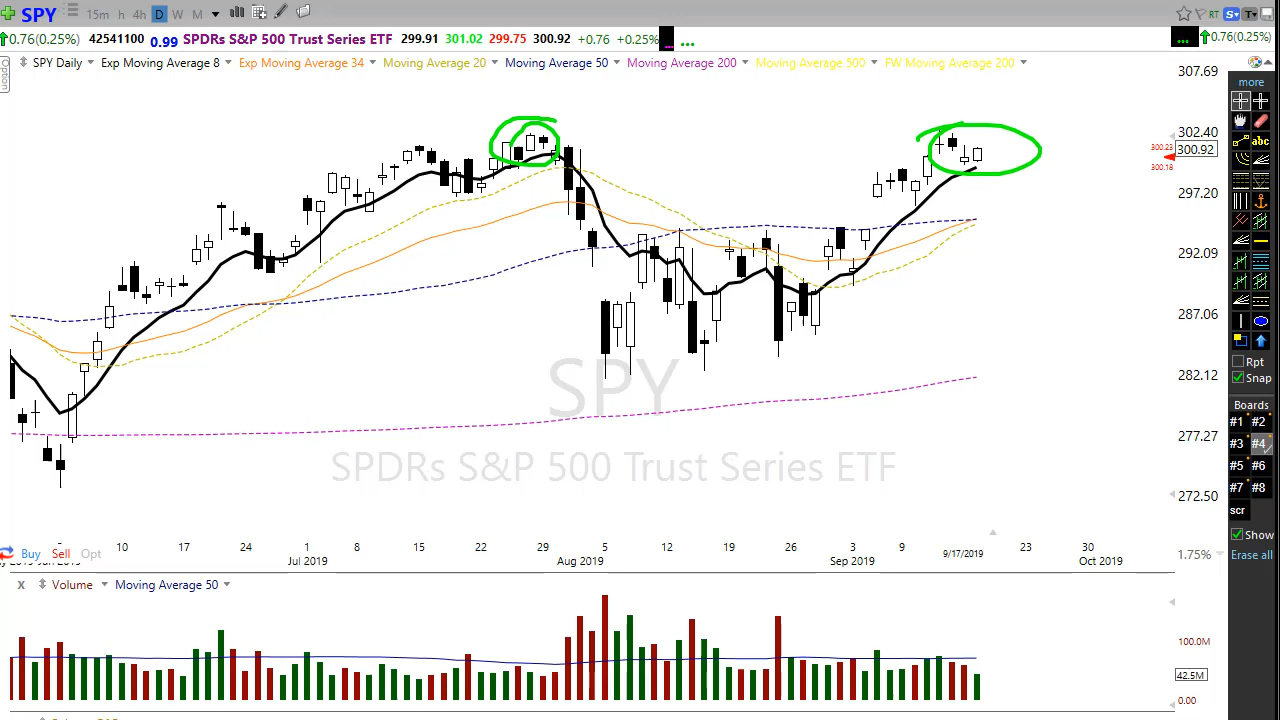 SPY 15m h 4h D W M RT S T
0.76(0.25%) 42541100 0.99 SPDRs S&P 500 Trust Series ETF 299.91 301.02 299.75 300.92 +0.76 +0.25% ... 0.76(0.25%)
SPY Daily Exp Moving Average 8 Exp Moving Average 34 Moving Average 20 Moving Average 50 Moving Average 200 Moving Average 500 FW Moving Average 200
Option
307.69
302.40
300.23
300.92
300.18
297.20
292.09
287.06
282.12
277.27
272.50
SPY
SPDRs S&P 500 Trust Series ETF
more
abc
Rpt
Snap
Boards
#1 #2
#3 #4
#5 #6
#7 #8
scr
Show
Erase all
Buy Sell Opt
10 17 24 1 8 15 22 29 5 12 19 26 3 9 9/17/2019 23 30
Jul 2019 Aug 2019 Sep 2019 Oct 2019
1.75%
X Volume Moving Average 50
100.0M
42.5M
0.00